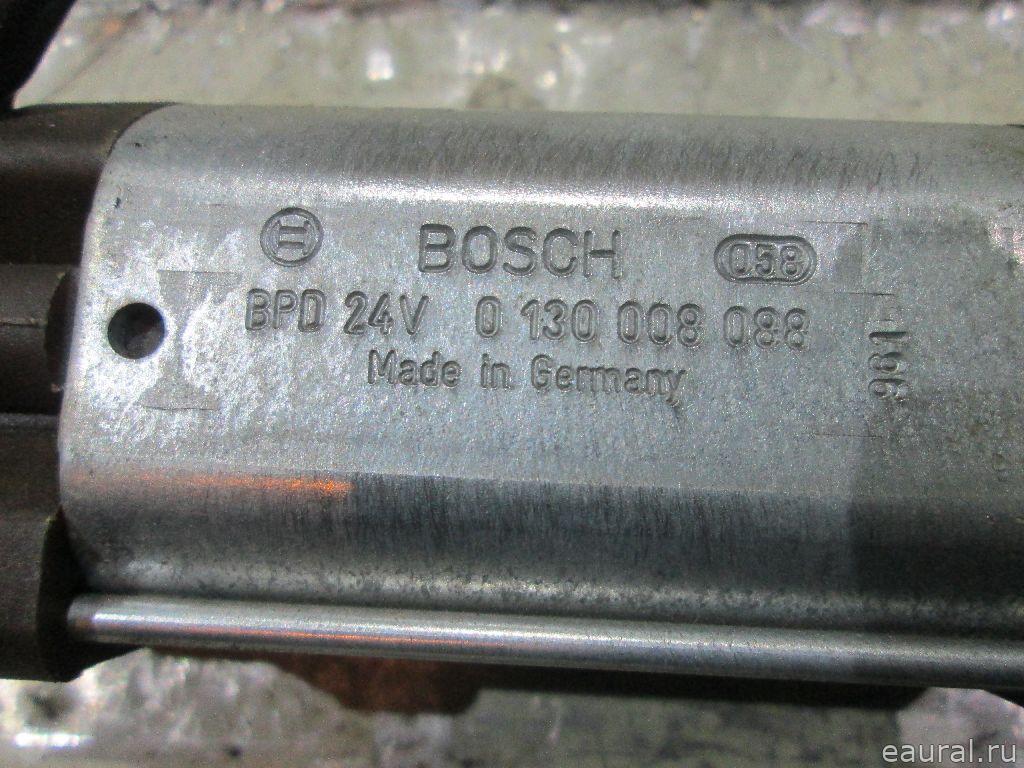 BOSCH 058
BPD 24V 0 130 008 088
Made in Germany
961
eaural.ru